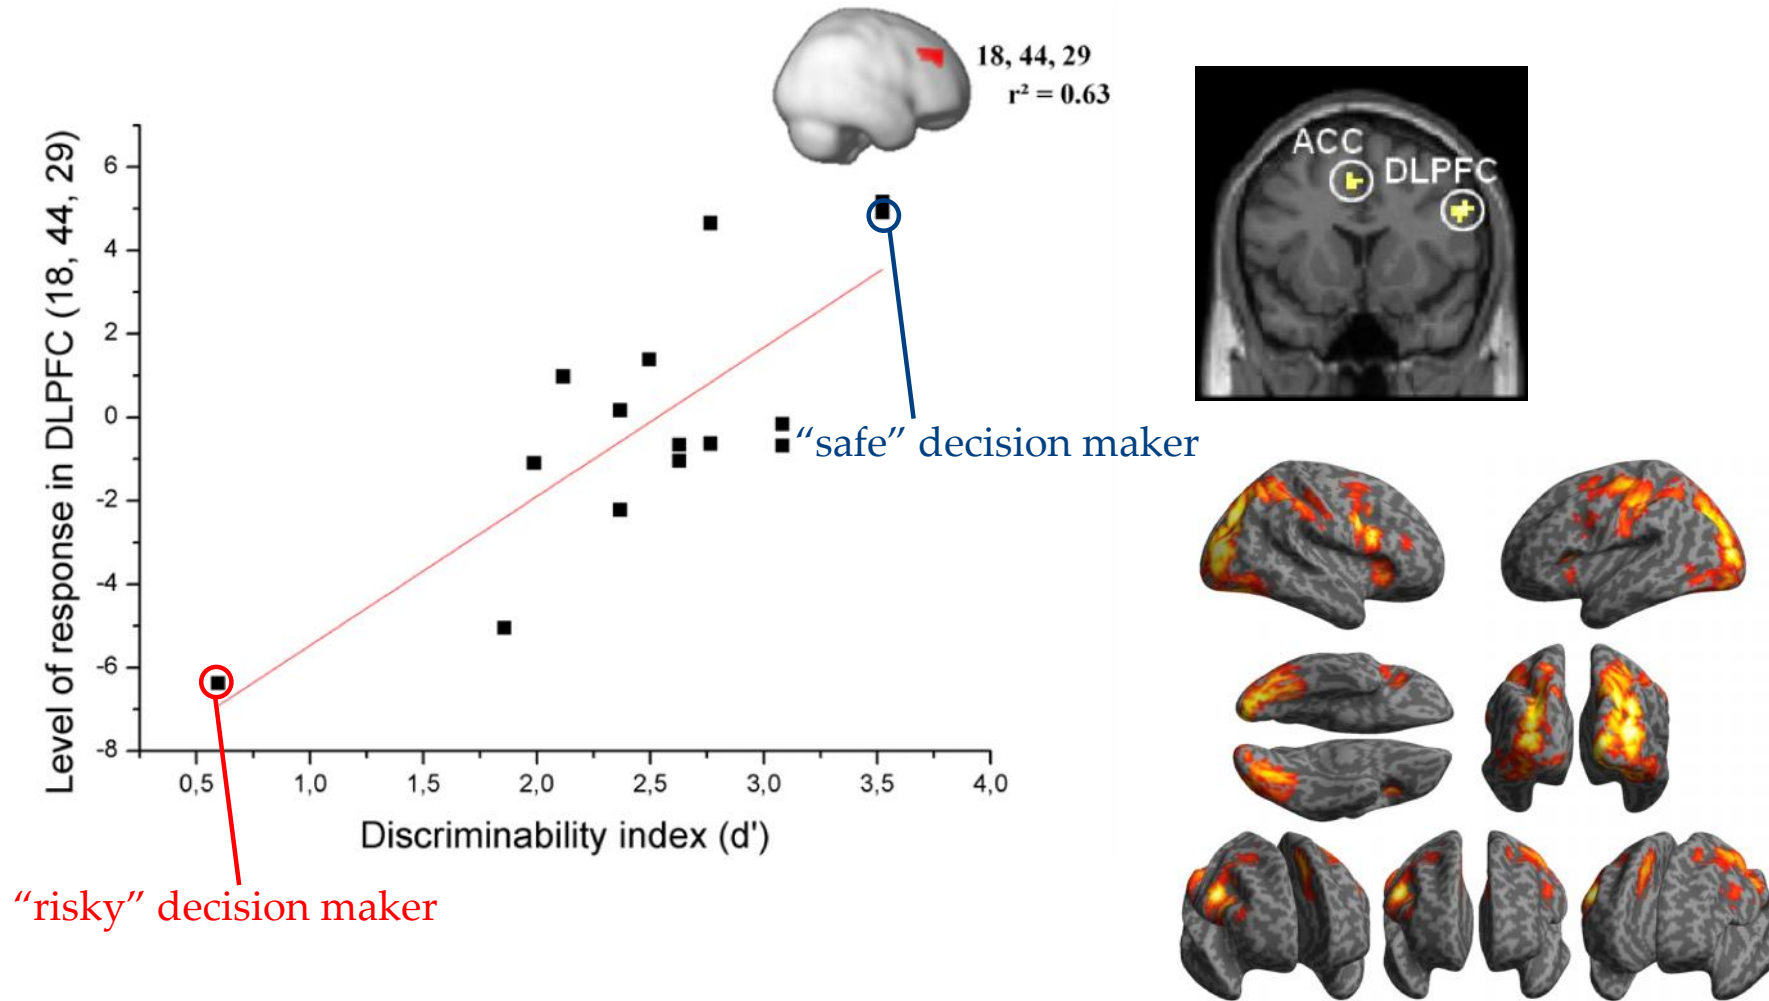 18, 44, 29
r² = 0.63
ACC
DLPFC
Level of response in DLPFC (18, 44, 29)
6
4
2
0
-2
-4
-6
-8
0,5 1,0 1,5 2,0 2,5 3,0 3,5 4,0
Discriminability index (d')
“safe” decision maker
“risky” decision maker